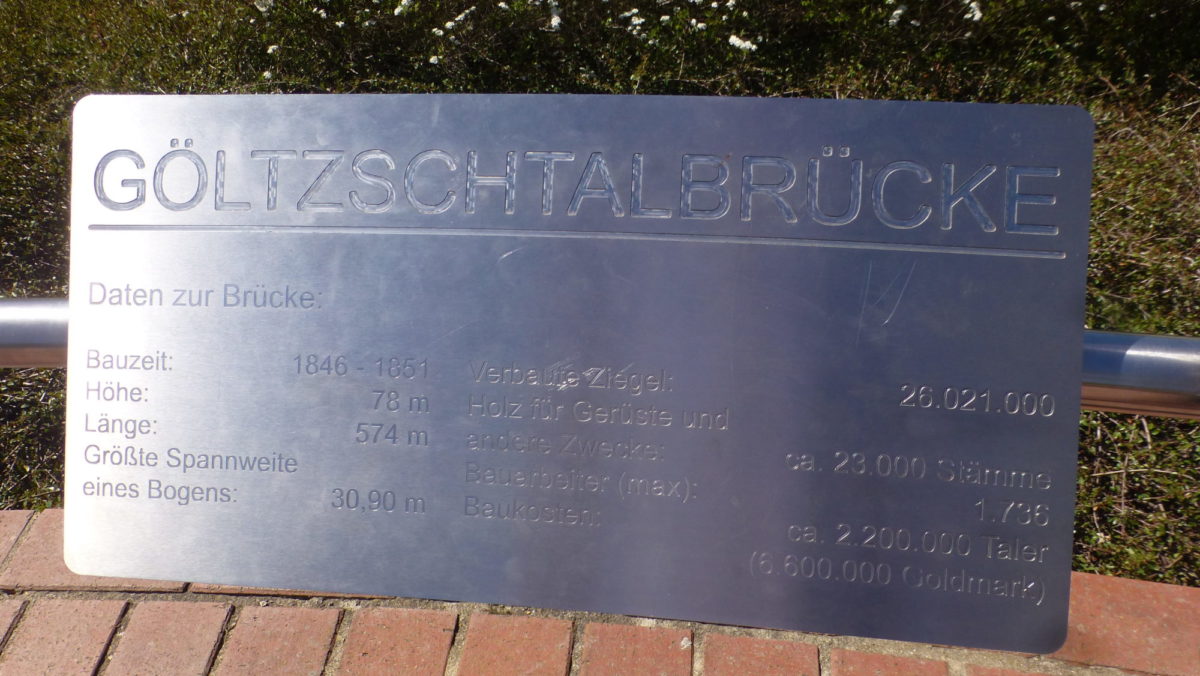 GÖLTZSCHTALBRÜCKE
Daten zur Brücke:
Bauzeit: 1846 - 1851
Höhe: 78 m
Länge: 574 m
Größte Spannweite
eines Bogens: 30,90 m
Verbaute Ziegel: 26.021.000
Holz für Gerüste und
andere Zwecke: ca. 23.000 Stämme
Bauarbeiter (max): 1.736
Baukosten: ca. 2.200.000 Taler
(6.600.000 Goldmark)